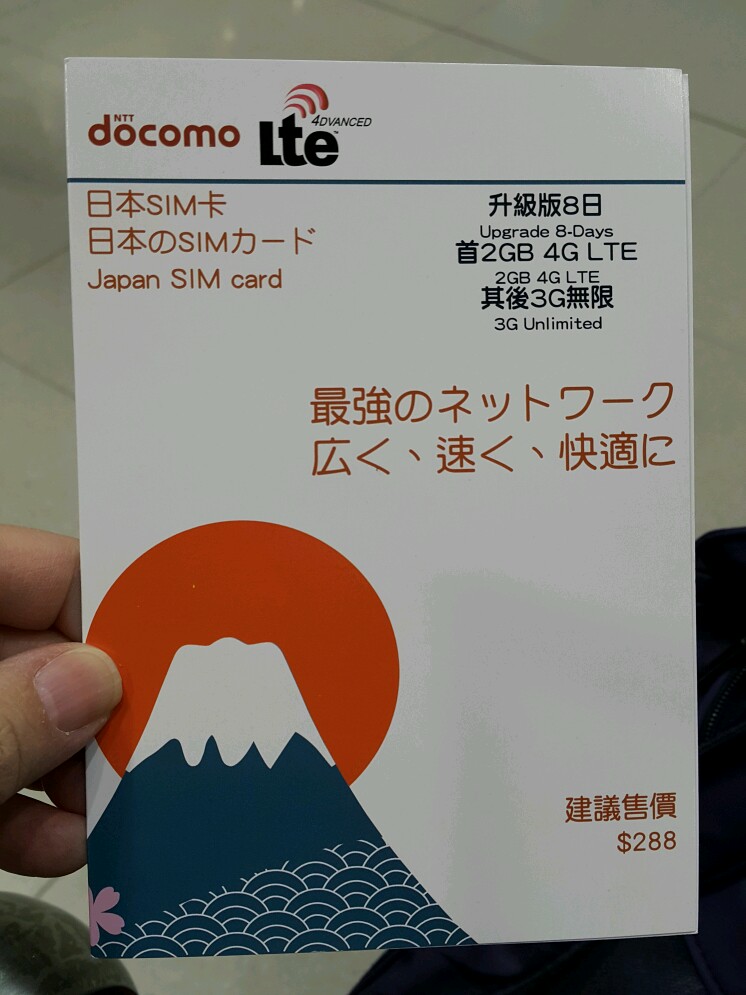 NTT
docomo
Lte 4DVANCED™
日本SIM卡
日本のSIMカード
Japan SIM card
升級版8日
Upgrade 8-Days
首2GB 4G LTE
2GB 4G LTE
其後3G無限
3G Unlimited
最強のネットワーク
広く、速く、快適に
建議售價
$288